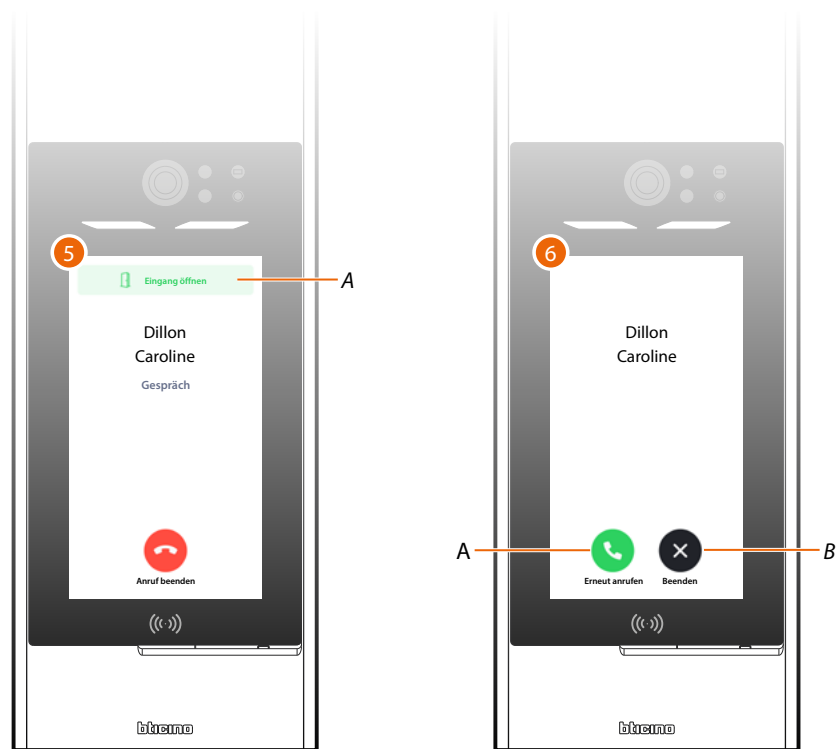 5
Eingang öffnen
A
Dillon
Caroline
Gespräch
Anruf beenden
bticino
6
Dillon
Caroline
A
B
Erneut anrufen
Beenden
bticino